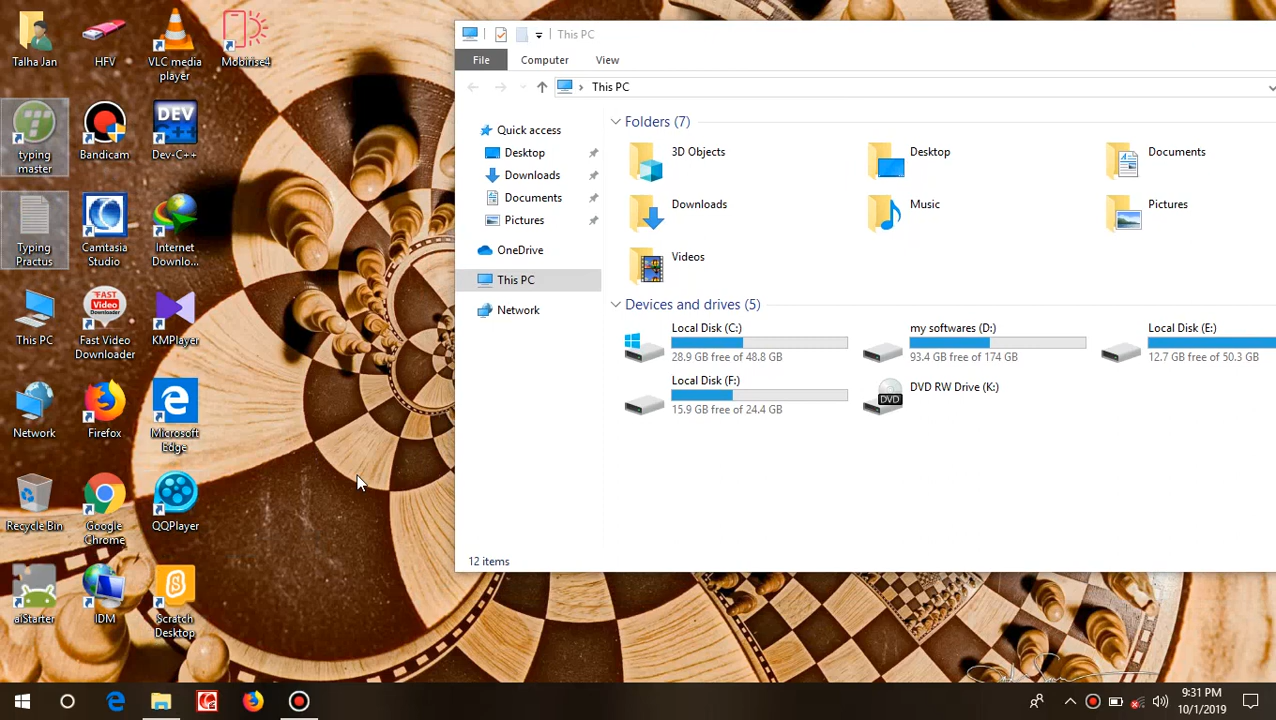 Talha Jan
HFV
VLC media
player
Mobirise4
typing
master
Bandicam
Dev-C++
Typing
Practus
Camtasia
Studio
Internet
Downlo...
This PC
Fast Video
Downloader
KMPlayer
Network
Firefox
Microsoft
Edge
Recycle Bin
Google
Chrome
QQPlayer
aiStarter
IDM
Scratch
Desktop
DEV
C++
FAST
Video
This PC
File
Computer
View
This PC
Quick access
Desktop
Downloads
Documents
Pictures
OneDrive
This PC
Network
Folders (7)
3D Objects
Desktop
Documents
Downloads
Music
Pictures
Videos
Devices and drives (5)
Local Disk (C:)
28.9 GB free of 48.8 GB
my softwares (D:)
93.4 GB free of 174 GB
Local Disk (E:)
12.7 GB free of 50.3 GB
Local Disk (F:)
15.9 GB free of 24.4 GB
DVD
DVD RW Drive (K:)
12 items
9:31 PM
10/1/2019